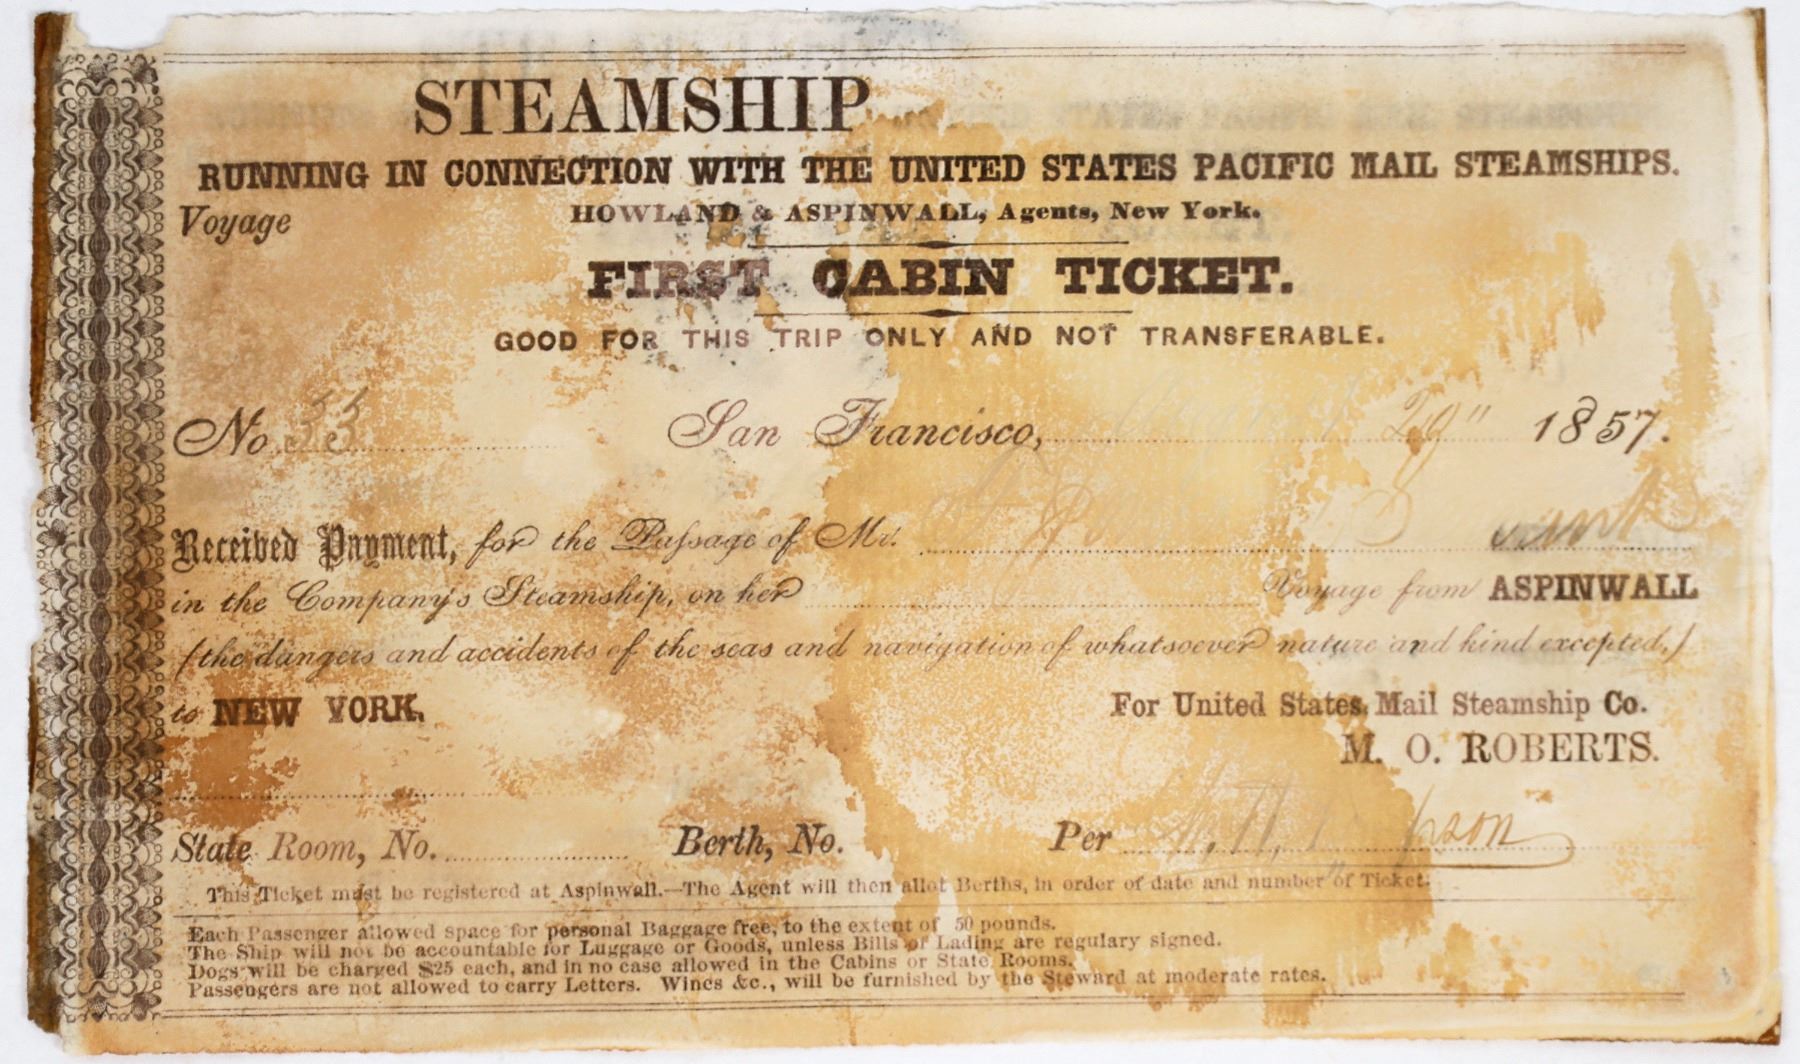 STEAMSHIP
RUNNING IN CONNECTION WITH THE UNITED STATES PACIFIC MAIL STEAMSHIPS.
Voyage HOWLAND & ASPINWALL, Agents, New York.
FIRST CABIN TICKET.
GOOD FOR THIS TRIP ONLY AND NOT TRANSFERABLE.
No 33 San Francisco, 29" 1857.
Received Payment, for the Passage of Mr.
in the Company's Steamship, on her Voyage from ASPINWALL
(the dangers and accidents of the seas and navigation of whatsoever nature and kind excepted,)
to NEW YORK.
For United States Mail Steamship Co.
M. O. ROBERTS.
State Room, No. Berth, No. Per
This Ticket must be registered at Aspinwall.—The Agent will then allot Berths, in order of date and number of Ticket.
Each Passenger allowed space for personal Baggage free, to the extent of 50 pounds.
The Ship will not be accountable for Luggage or Goods, unless Bills of Lading are regulary signed.
Dogs will be charged $25 each, and in no case allowed in the Cabins or State Rooms.
Passengers are not allowed to carry Letters. Wines &c., will be furnished by the Steward at moderate rates.